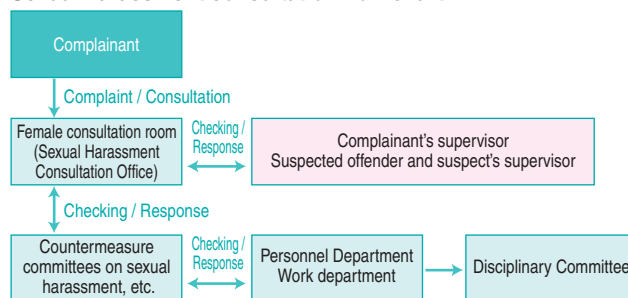 Complainant
Complaint / Consultation
Female consultation room
(Sexual Harassment
Consultation Office)
Checking /
Response
Complainant's supervisor
Suspected offender and suspect's supervisor
Checking / Response
Countermeasure
committees on sexual
harassment, etc.
Checking /
Response
Personnel Department
Work department
Disciplinary Committee